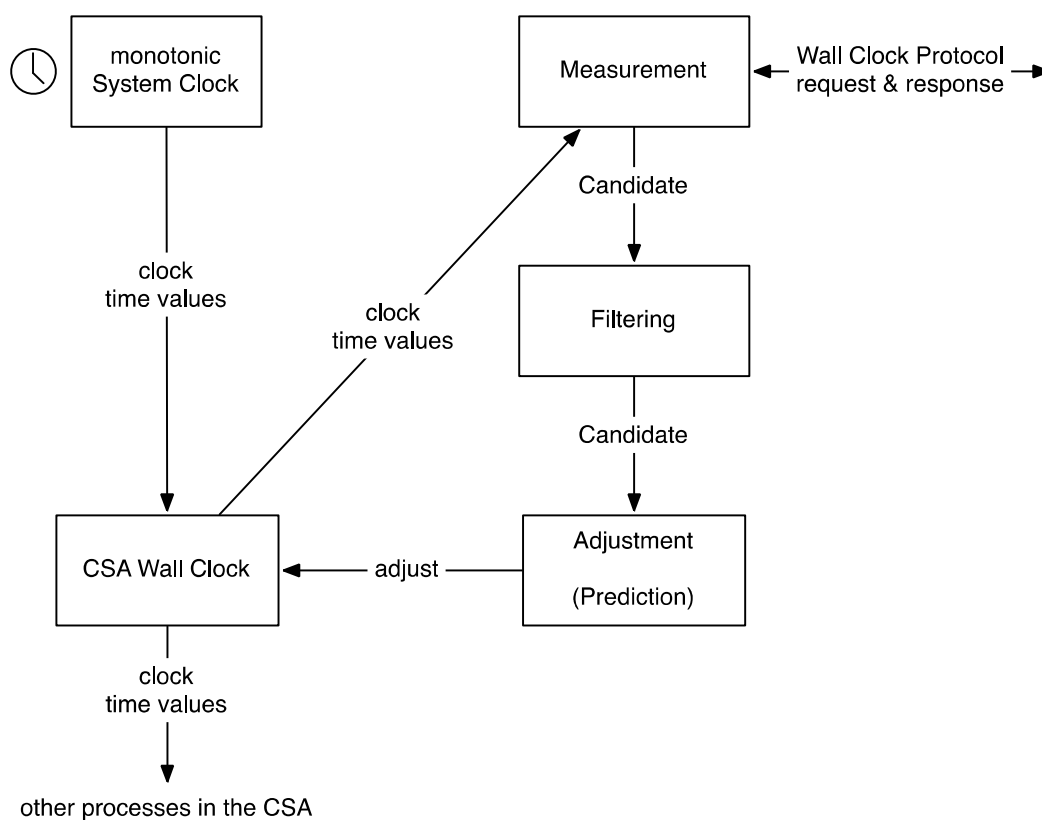 monotonic
System Clock
Measurement
Wall Clock Protocol
request & response
Candidate
clock
time values
clock
time values
Filtering
Candidate
CSA Wall Clock
adjust
Adjustment
(Prediction)
clock
time values
other processes in the CSA